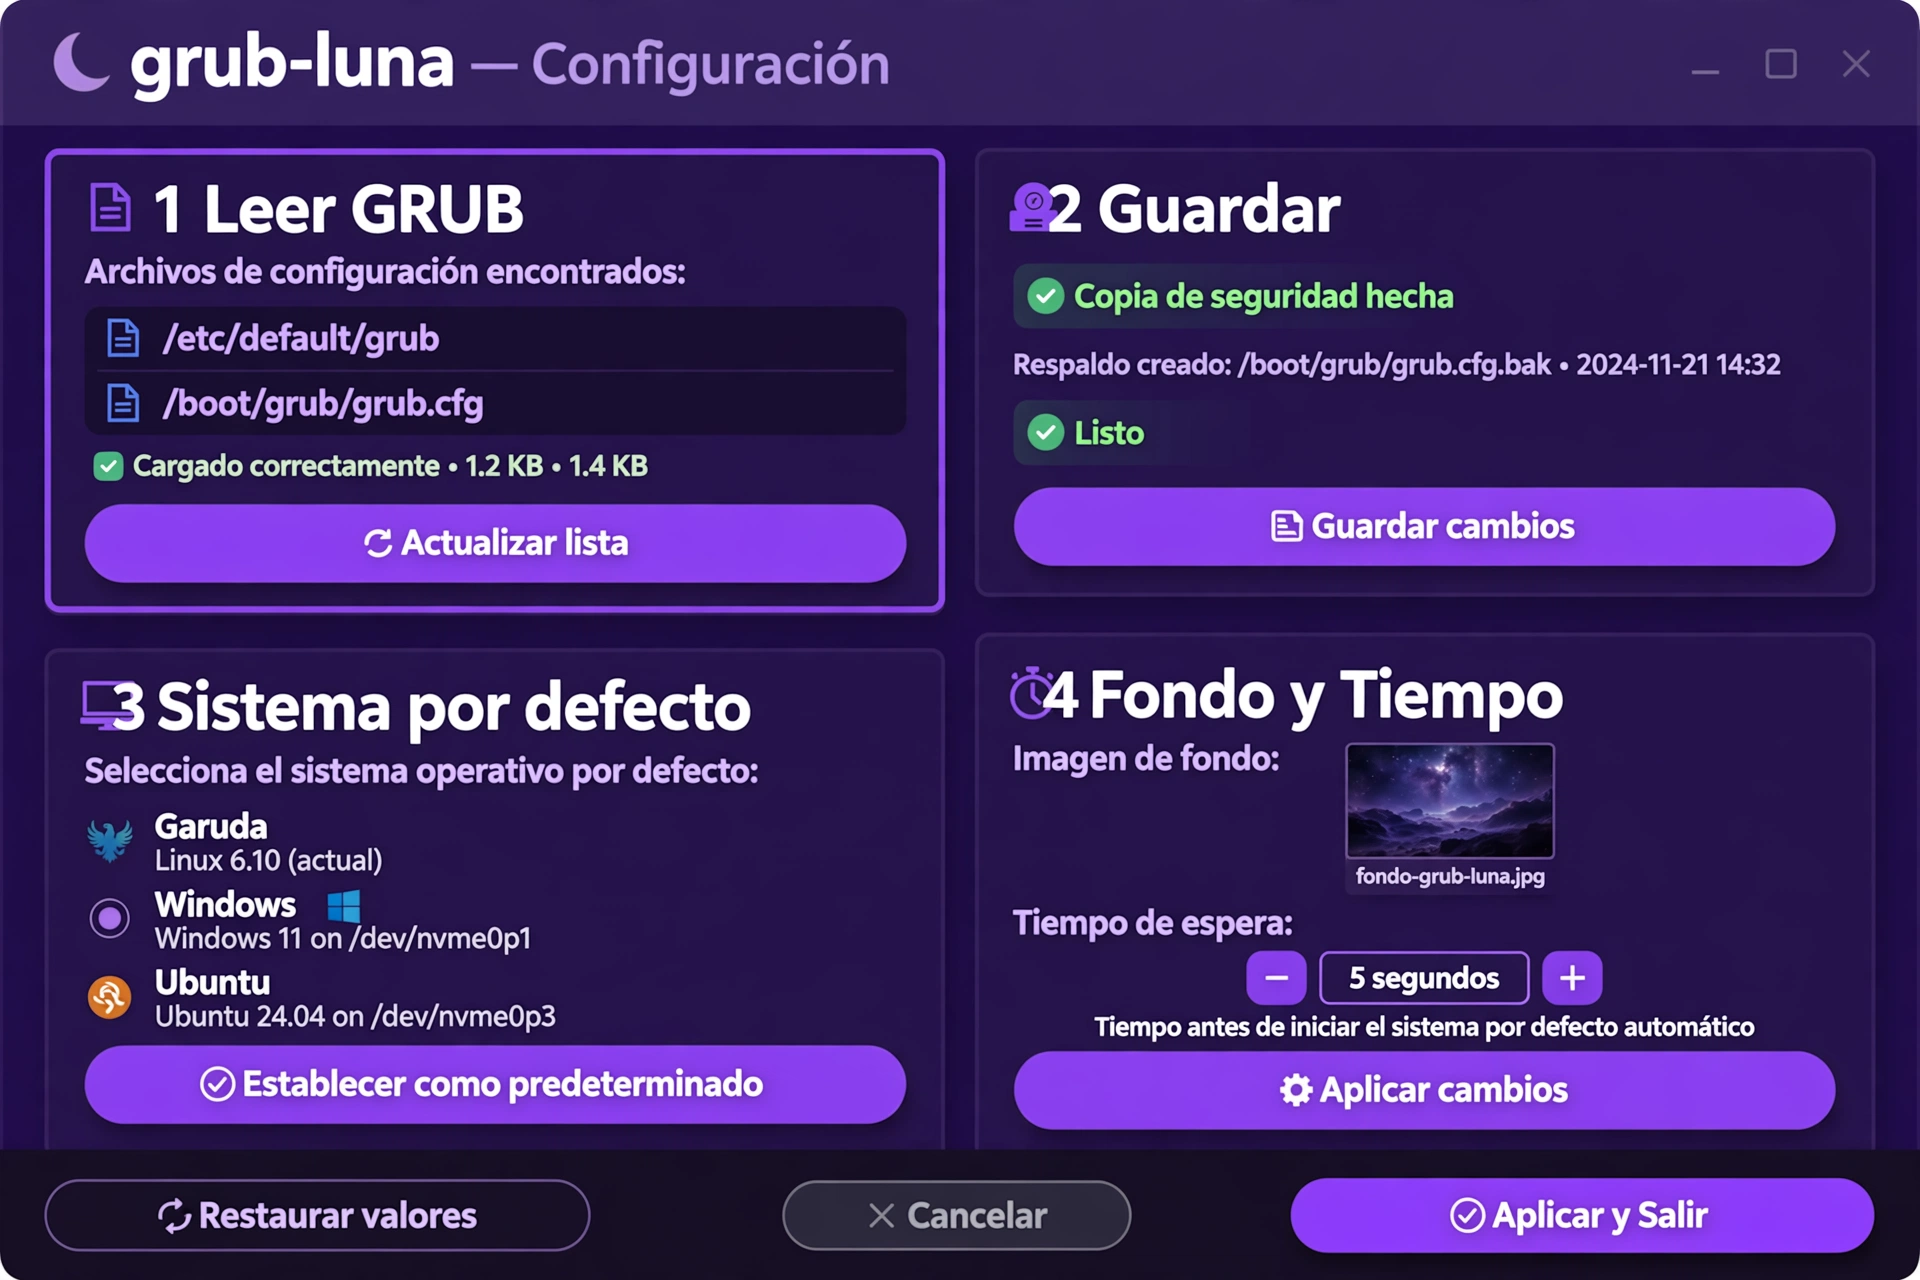 grub-luna — Configuración
1 Leer GRUB
Archivos de configuración encontrados:
/etc/default/grub
/boot/grub/grub.cfg
Cargado correctamente • 1.2 KB • 1.4 KB
Actualizar lista
2 Guardar
Copia de seguridad hecha
Respaldo creado: /boot/grub/grub.cfg.bak • 2024-11-21 14:32
Listo
Guardar cambios
3 Sistema por defecto
Selecciona el sistema operativo por defecto:
Garuda
Linux 6.10 (actual)
Windows
Windows 11 on /dev/nvme0p1
Ubuntu
Ubuntu 24.04 on /dev/nvme0p3
Establecer como predeterminado
4 Fondo y Tiempo
Imagen de fondo:
fondo-grub-luna.jpg
Tiempo de espera:
− 5 segundos +
Tiempo antes de iniciar el sistema por defecto automático
Aplicar cambios
Restaurar valores
Cancelar
Aplicar y Salir